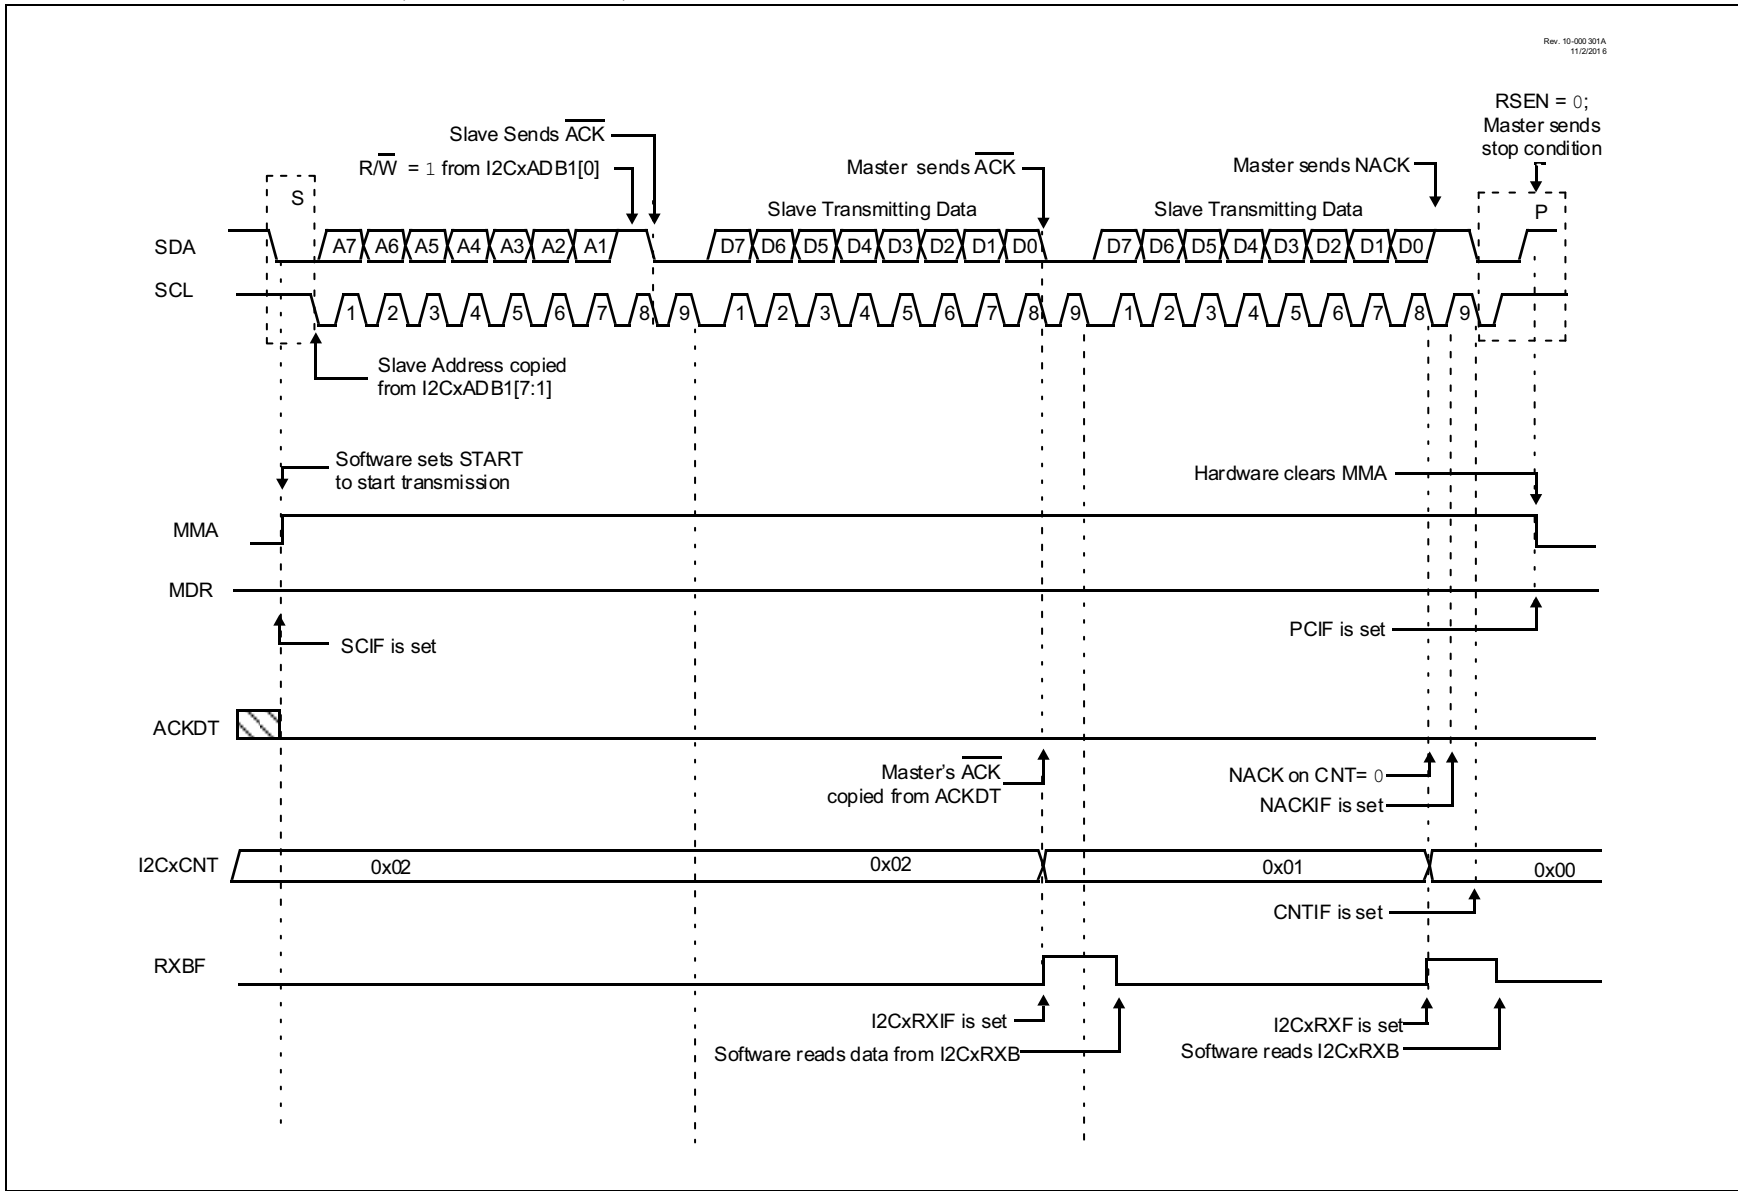 Rev. 10-000301A
11/2/2016
RSEN = 0;
Master sends
stop condition
Slave Sends ACK
R/W = 1 from I2CxADB1[0]
Master sends ACK
Master sends NACK
S
Slave Transmitting Data
Slave Transmitting Data
P
SDA
A7 A6 A5 A4 A3 A2 A1 D7 D6 D5 D4 D3 D2 D1 D0 D7 D6 D5 D4 D3 D2 D1 D0
SCL
1 2 3 4 5 6 7 8 9 1 2 3 4 5 6 7 8 9 1 2 3 4 5 6 7 8 9
Slave Address copied
from I2CxADB1[7:1]
Software sets START
to start transmission
Hardware clears MMA
MMA
MDR
SCIF is set
PCIF is set
ACKDT
Master's ACK
copied from ACKDT
NACK on CNT= 0
NACKIF is set
I2CxCNT 0x02 0x02 0x01 0x00
CNTIF is set
RXBF
I2CxRXIF is set
I2CxRXF is set
Software reads data from I2CxRXB
Software reads I2CxRXB